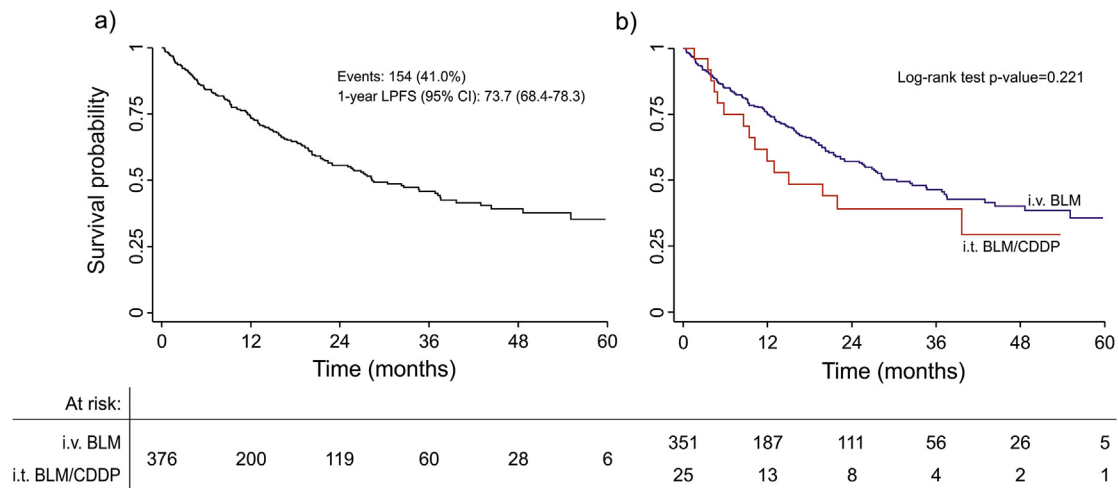 a)
Survival probability
1
0.75
0.5
0.25
0
Events: 154 (41.0%)
1-year LPFS (95% CI): 73.7 (68.4-78.3)
0 12 24 36 48 60
Time (months)
b)
1
0.75
0.5
0.25
0
Log-rank test p-value=0.221
i.v. BLM
i.t. BLM/CDDP
0 12 24 36 48 60
Time (months)
At risk:
i.v. BLM 351 187 111 56 26 5
376 200 119 60 28 6
i.t. BLM/CDDP 25 13 8 4 2 1